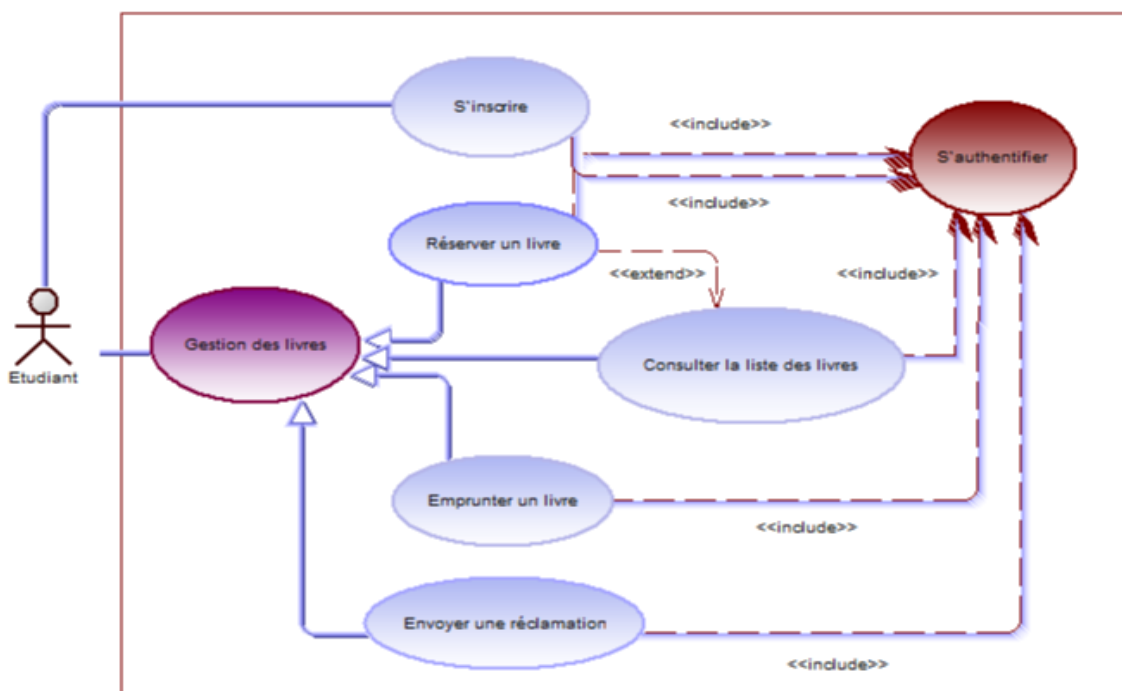 S'inscrire
<<include>>
S'authentifier
<<include>>
Réserver un livre
<<extend>>
<<include>>
Gestion des livres
Consulter la liste des livres
Etudiant
Emprunter un livre
<<include>>
Envoyer une réclamation
<<include>>